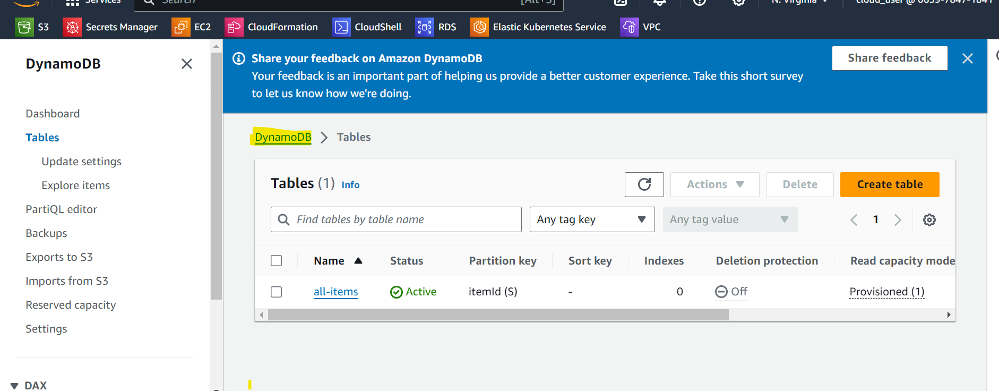 Services
Search
[Alt+S]
N. Virginia
S3
Secrets Manager
EC2
CloudFormation
CloudShell
RDS
Elastic Kubernetes Service
VPC
DynamoDB
Dashboard
Tables
Update settings
Explore items
PartiQL editor
Backups
Exports to S3
Imports from S3
Reserved capacity
Settings
DAX
Share your feedback on Amazon DynamoDB
Your feedback is an important part of helping us provide a better customer experience. Take this short survey
to let us know how we're doing.
Share feedback
DynamoDB > Tables
Tables (1) Info
Actions
Delete
Create table
Find tables by table name
Any tag key
Any tag value
1
Name Status Partition key Sort key Indexes Deletion protection Read capacity mode
all-items Active itemId (S) - 0 Off Provisioned (1)